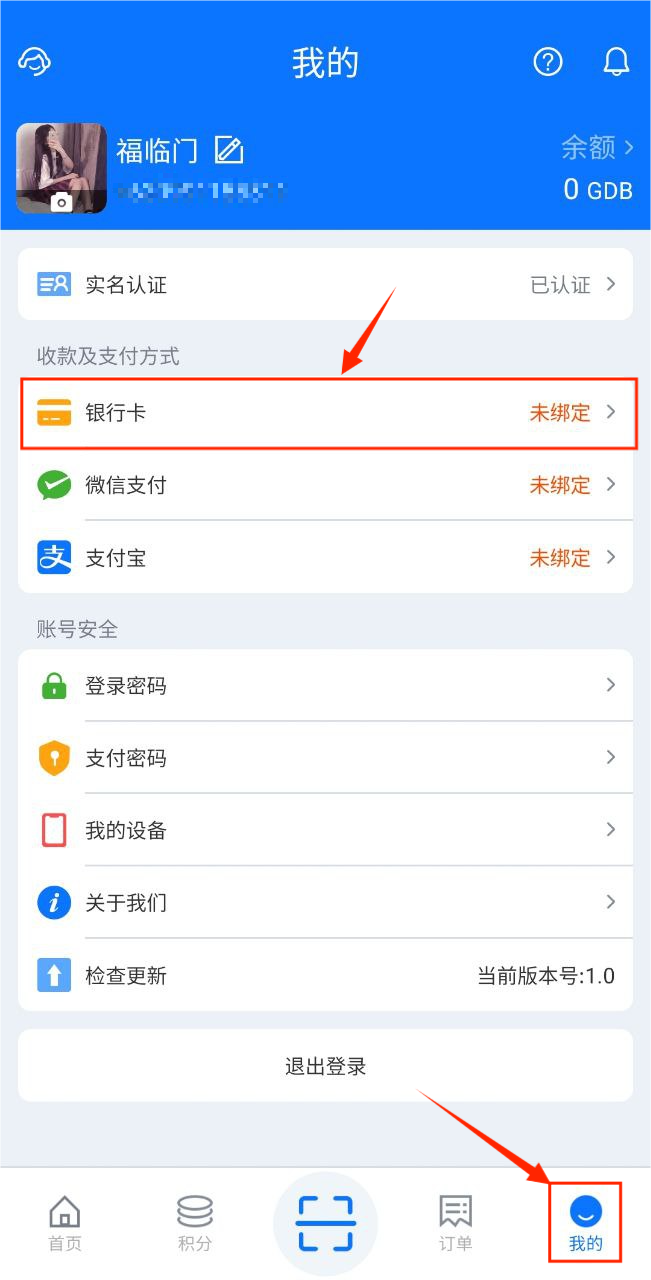 我的
福临门
余额
0 GDB
实名认证 已认证
收款及支付方式
银行卡 未绑定
微信支付 未绑定
支付宝 未绑定
账号安全
登录密码
支付密码
我的设备
关于我们
检查更新 当前版本号:1.0
退出登录
首页 积分 订单 我的